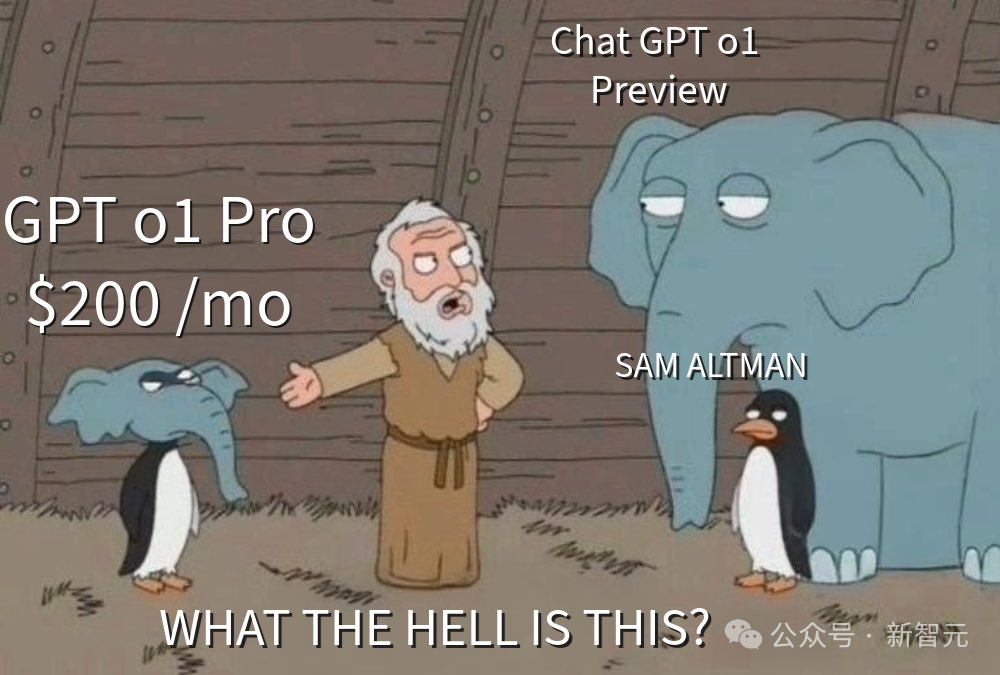 Chat GPT o1
Preview
GPT o1 Pro
$200 /mo
SAM ALTMAN
WHAT THE HELL IS THIS?
公众号 · 新智元